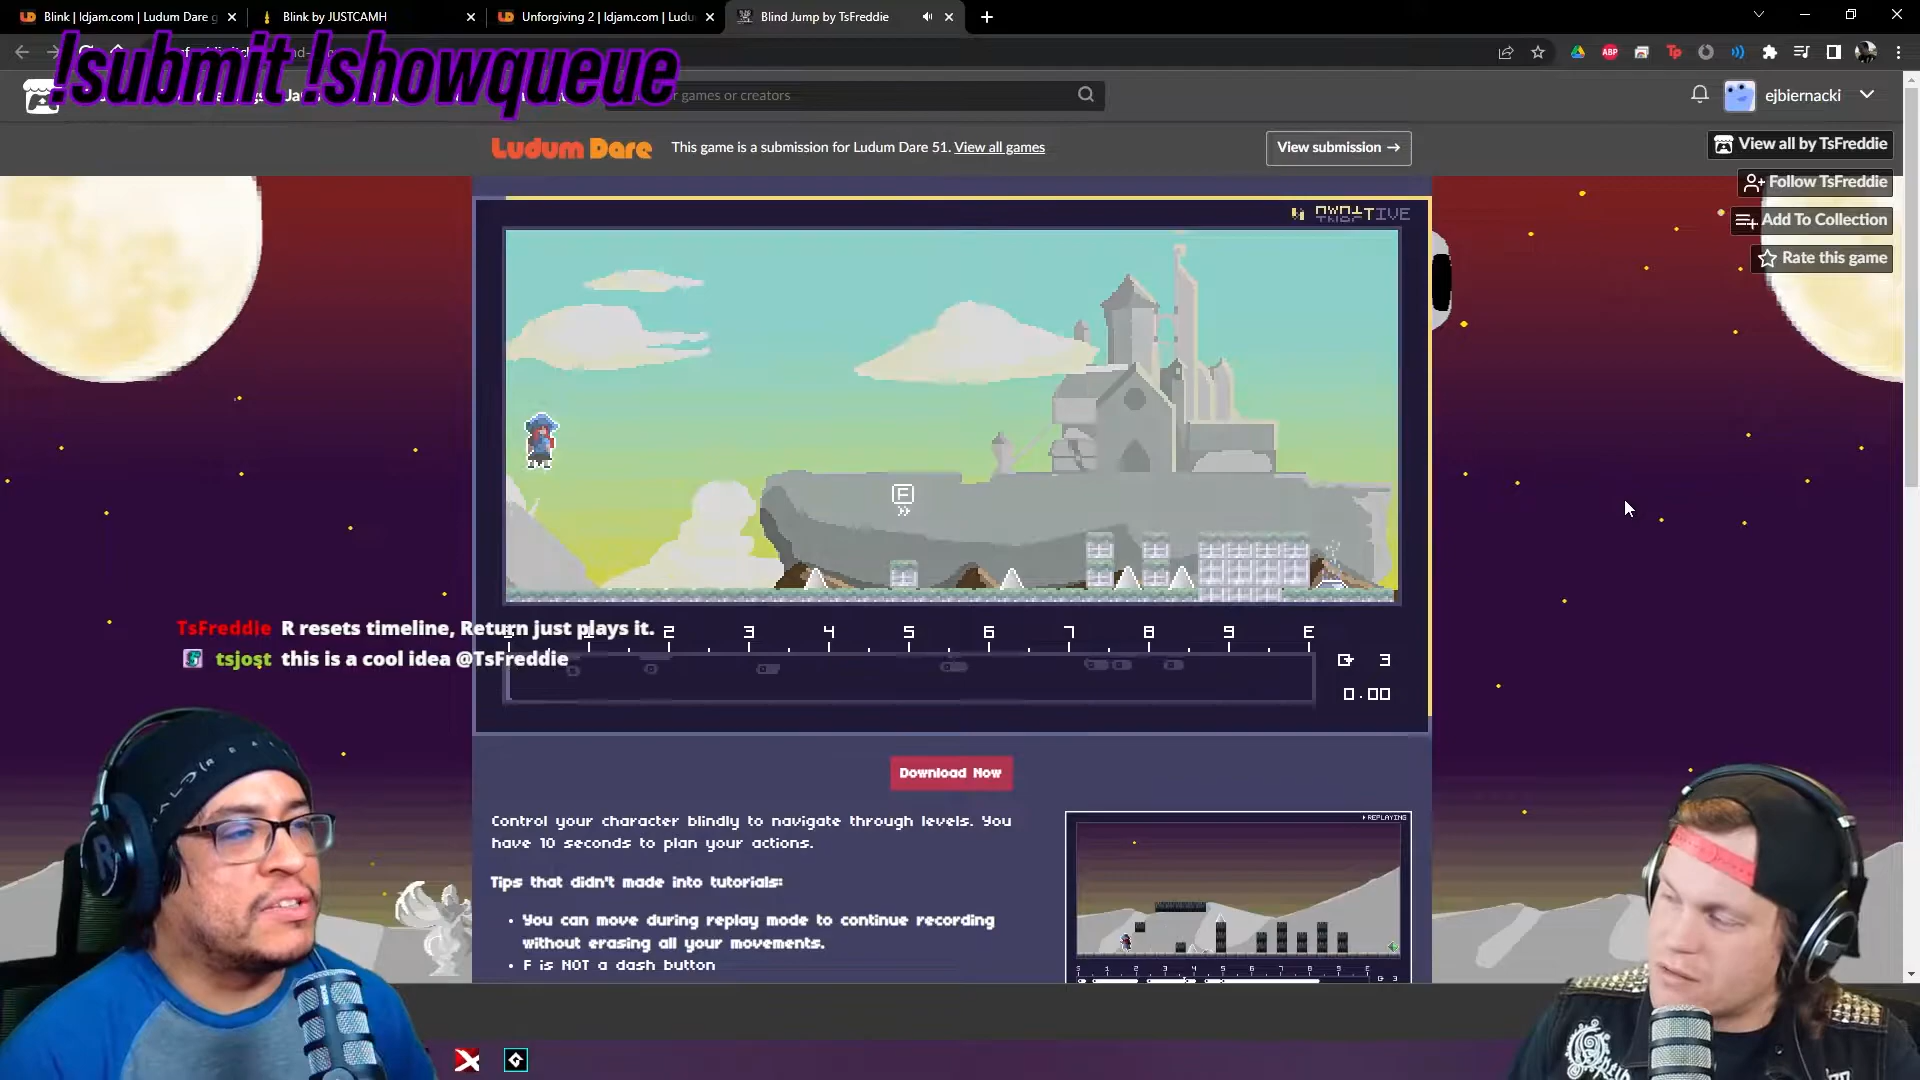 Blink | ldjam.com | Ludum Dare g
Blink by JUSTCAMH
Unforgiving 2 | ldjam.com | Ludu
Blind Jump by TsFreddie
!submit !showqueue
games or creators
ejbiernacki
Ludum Dare
This game is a submission for Ludum Dare 51. View all games
View submission →
View all by TsFreddie
Follow TsFreddie
Add To Collection
Rate this game
F
TsFreddie R resets timeline, Return just plays it.
tsjost this is a cool idea @TsFreddie
2 3 4 5 6 7 8 9 E
3
0.00
Download Now
Control your character blindly to navigate through levels. You
have 10 seconds to plan your actions.
Tips that didn't made into tutorials:
• You can move during replay mode to continue recording
without erasing all your movements.
• F is NOT a dash button
REPLAYING